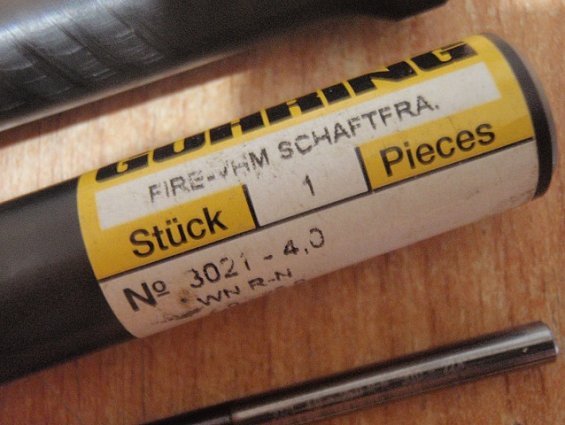 GÜHRING
FIRE-VHM SCHAFTFRA.
Stück 1 Pieces
Nº 3021 - 4,0
WN R-N